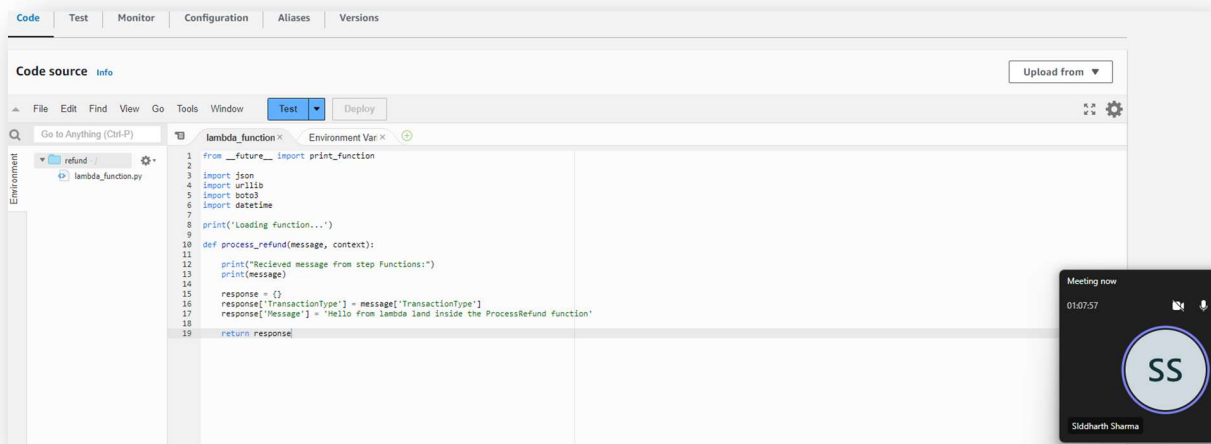 Code Test Monitor Configuration Aliases Versions
Code source Info
Upload from ▼
File Edit Find View Go Tools Window Test Deploy
Go to Anything (Ctrl-P)
lambda_function × Environment Var ×
Environment
refund /
lambda_function.py
1 from __future__ import print_function
2
3 import json
4 import urllib
5 import boto3
6 import datetime
7
8 print('Loading function...')
9
10 def process_refund(message, context):
11
12     print("Recieved message from step Functions:")
13     print(message)
14
15     response = {}
16     response['TransactionType'] = message['TransactionType']
17     response['Message'] = 'Hello from lambda land inside the ProcessRefund function'
18
19     return response
Meeting now
01:07:57
SS
SIddharth Sharma